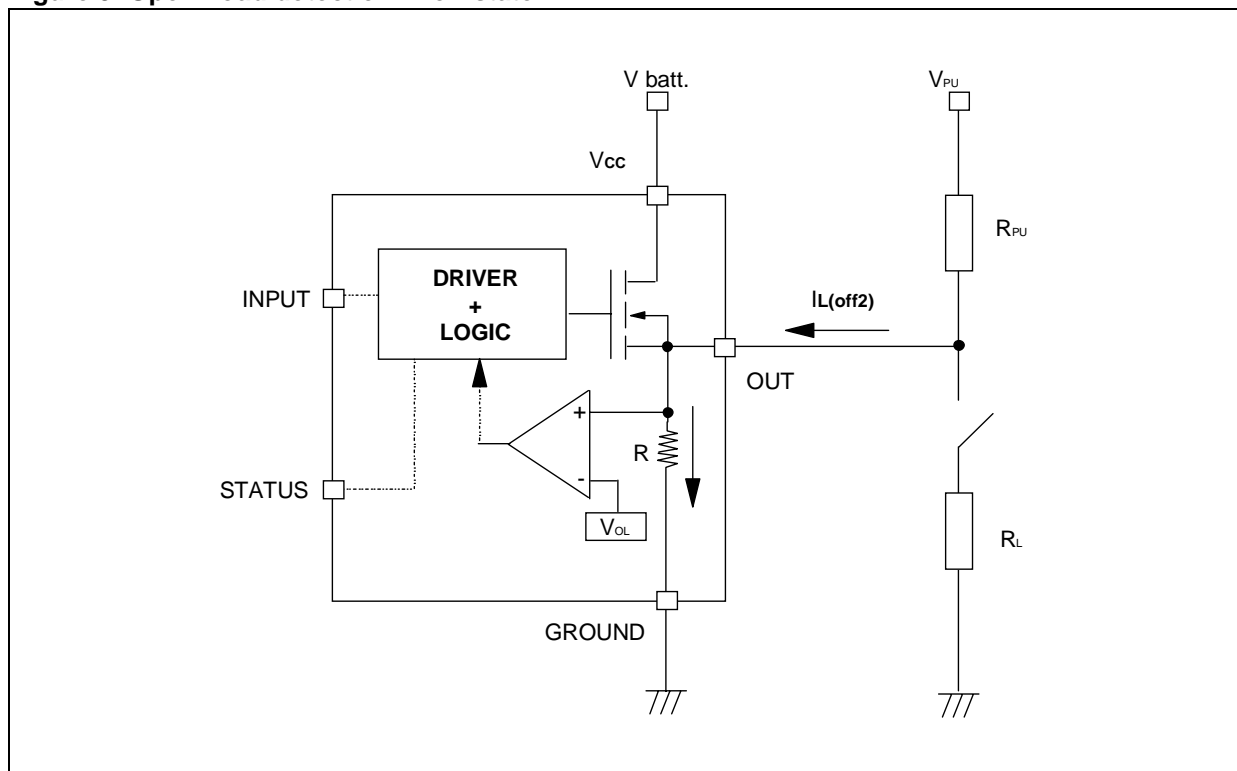 V batt.
VPU
Vcc
RPU
DRIVER
+
LOGIC
INPUT
IL(off2)
OUT
+
R
-
STATUS
VOL
RL
GROUND